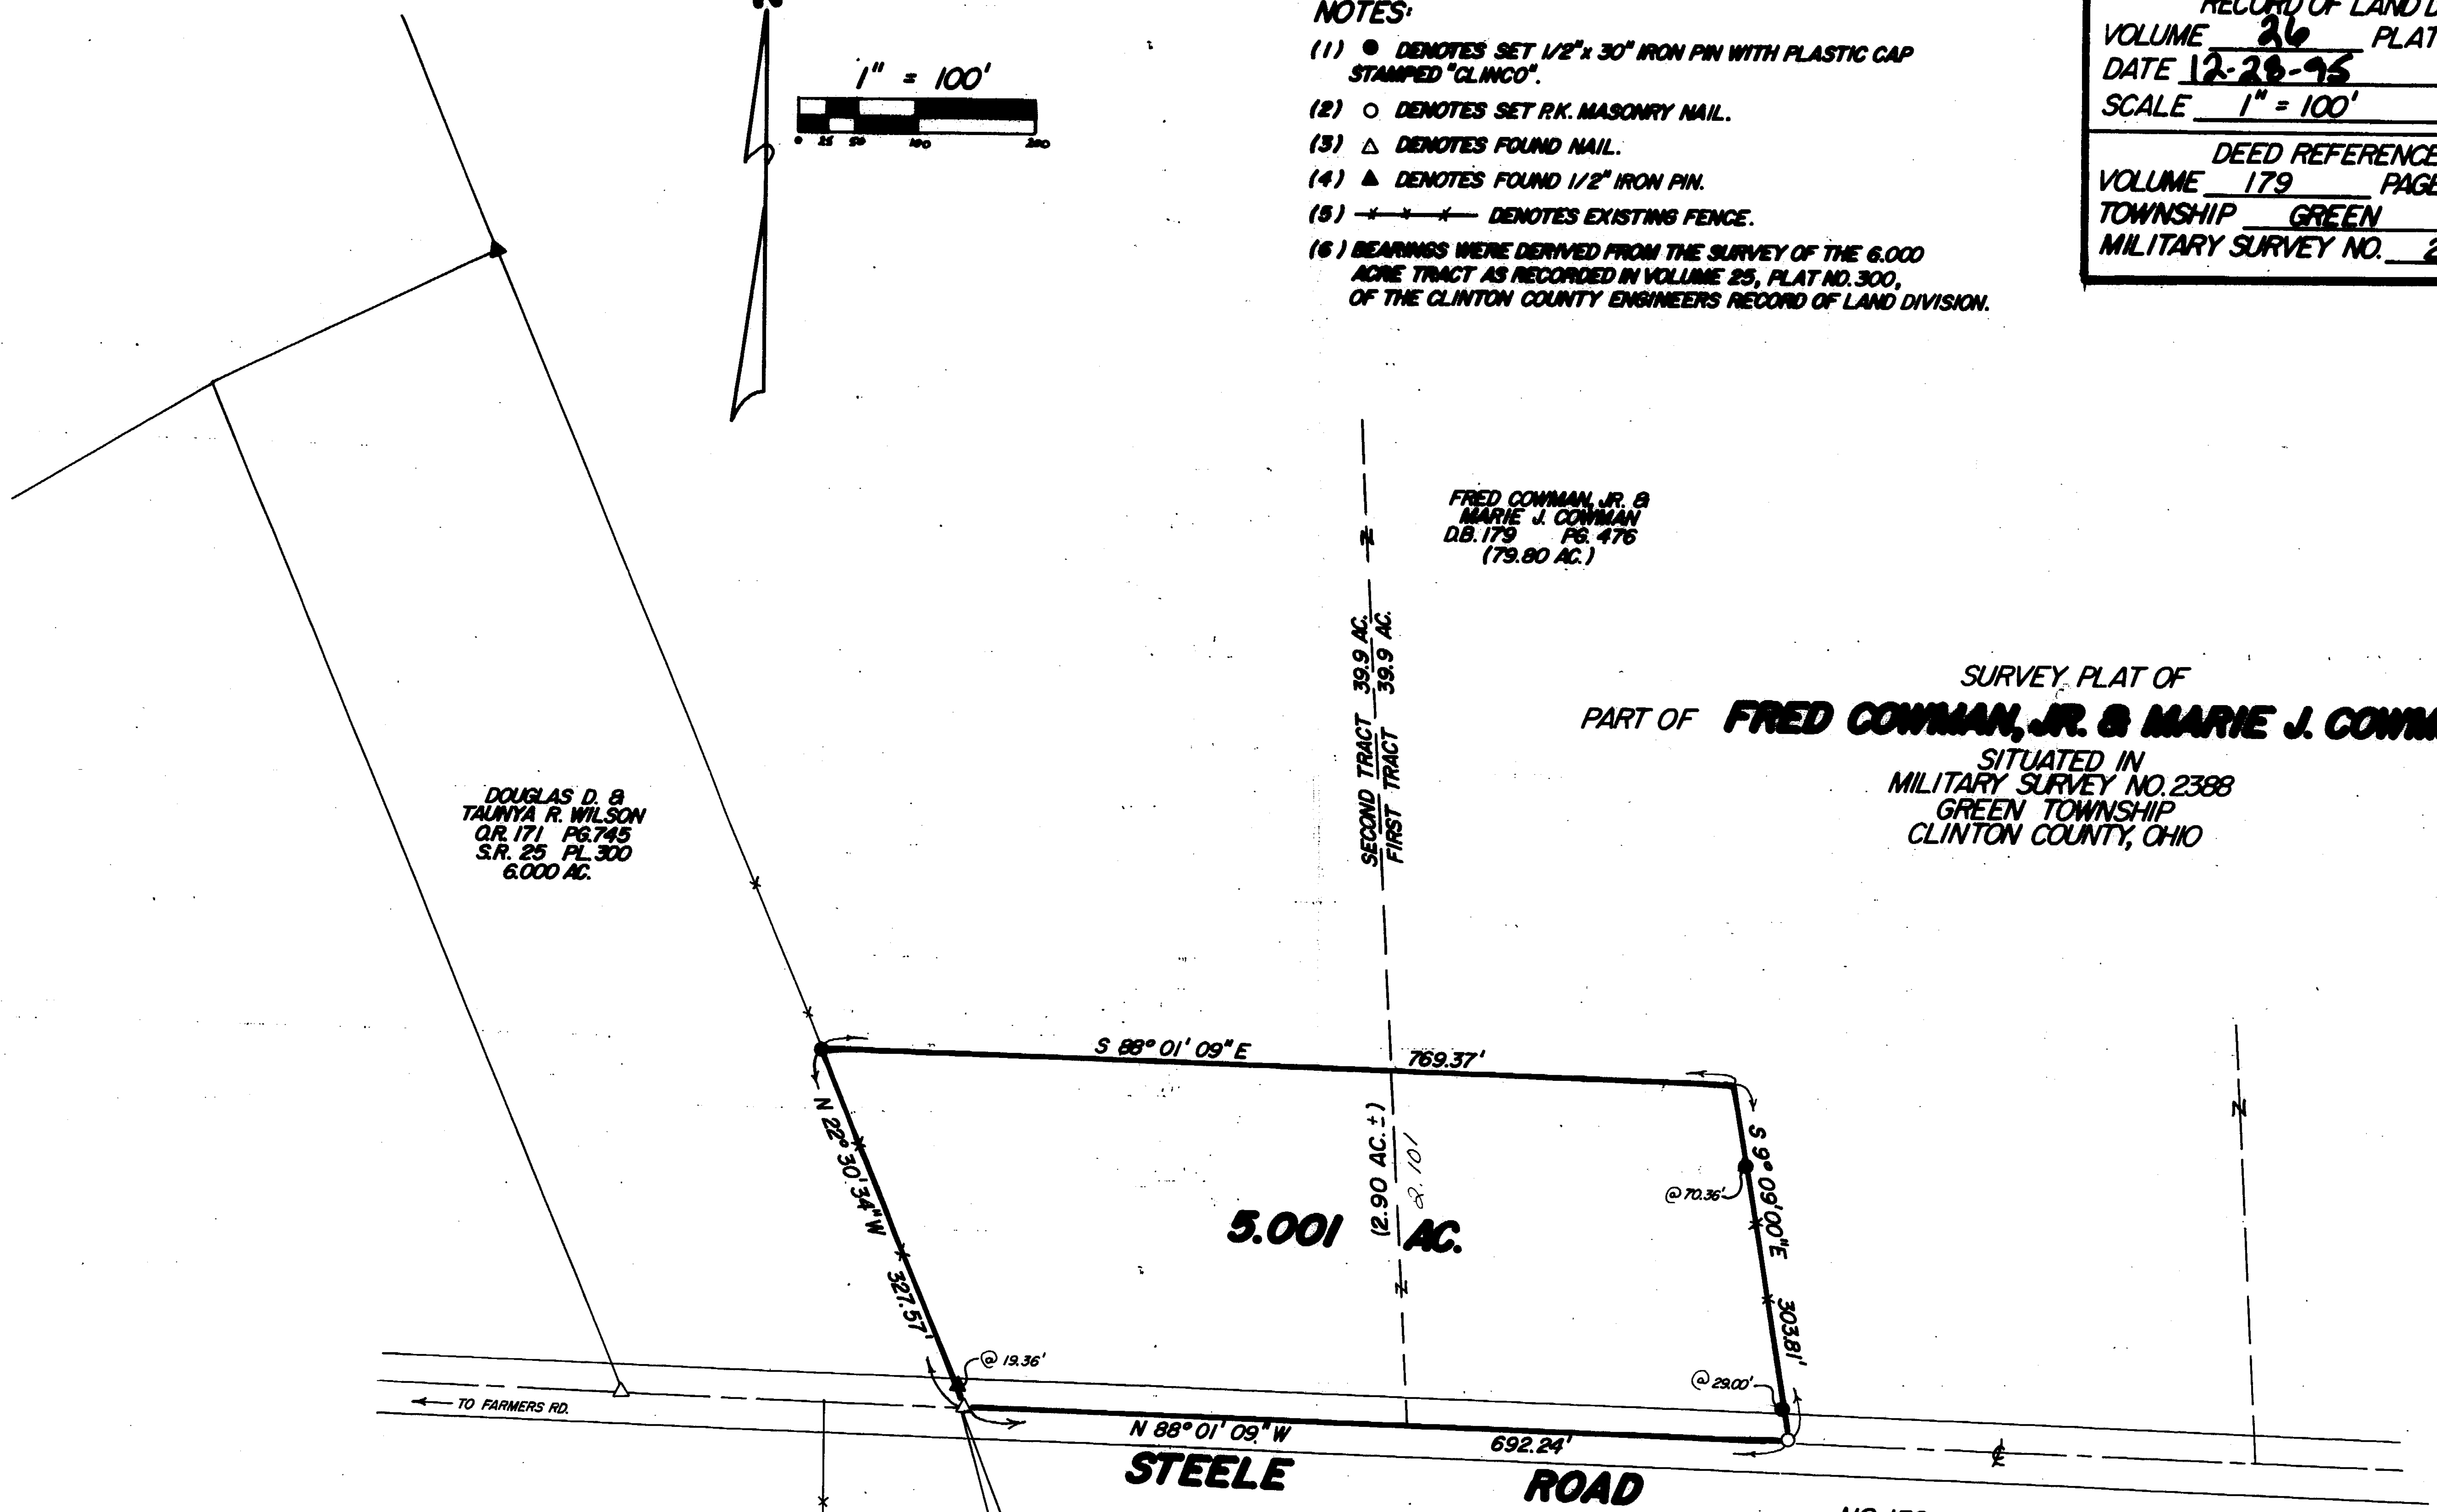 N
1" = 100'
0 25 50 100 200
NOTES:
(1) ● DENOTES SET 1/2"x 30" IRON PIN WITH PLASTIC CAP
STAMPED "CLINCO".
(2) ○ DENOTES SET P.K. MASONRY NAIL.
(3) △ DENOTES FOUND NAIL.
(4) ▲ DENOTES FOUND 1/2" IRON PIN.
(5) —x—x—x— DENOTES EXISTING FENCE.
(6) BEARINGS WERE DERIVED FROM THE SURVEY OF THE 6.000
ACRE TRACT AS RECORDED IN VOLUME 25, PLAT NO. 300,
OF THE CLINTON COUNTY ENGINEERS RECORD OF LAND DIVISION.
RECORD OF LAND D
VOLUME 26 PLAT
DATE 12-28-95
SCALE 1" = 100'
DEED REFERENCE
VOLUME 179 PAGE
TOWNSHIP GREEN
MILITARY SURVEY NO. 2
FRED COWMAN, JR. &
MARIE J. COWMAN
D.B. 179 PG. 476
(79.80 AC.)
SECOND TRACT 39.9 AC.
FIRST TRACT 39.9 AC.
SURVEY PLAT OF
PART OF FRED COWMAN, JR. & MARIE J. COWM
SITUATED IN
MILITARY SURVEY NO. 2388
GREEN TOWNSHIP
CLINTON COUNTY, OHIO
DOUGLAS D. &
TAUNYA R. WILSON
O.R. 171 PG.745
S.R. 25 PL.300
6.000 AC.
S 88° 01' 09" E 769.37'
N 22° 30' 34" W 327.57'
(2.90 AC.±)
2.101
S 9° 09' 00" E 303.81'
@ 70.36'
5.001 AC.
@ 19.36'
@ 29.00'
TO FARMERS RD.
N 88° 01' 09" W 692.24'
STEELE ROAD